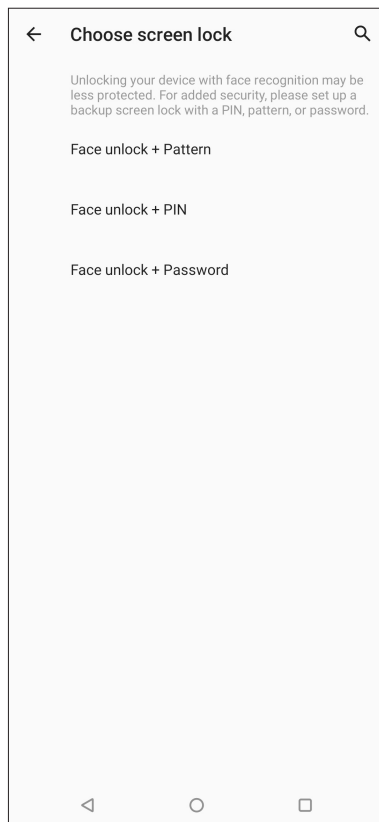 Choose screen lock
Unlocking your device with face recognition may be
less protected. For added security, please set up a
backup screen lock with a PIN, pattern, or password.
Face unlock + Pattern
Face unlock + PIN
Face unlock + Password